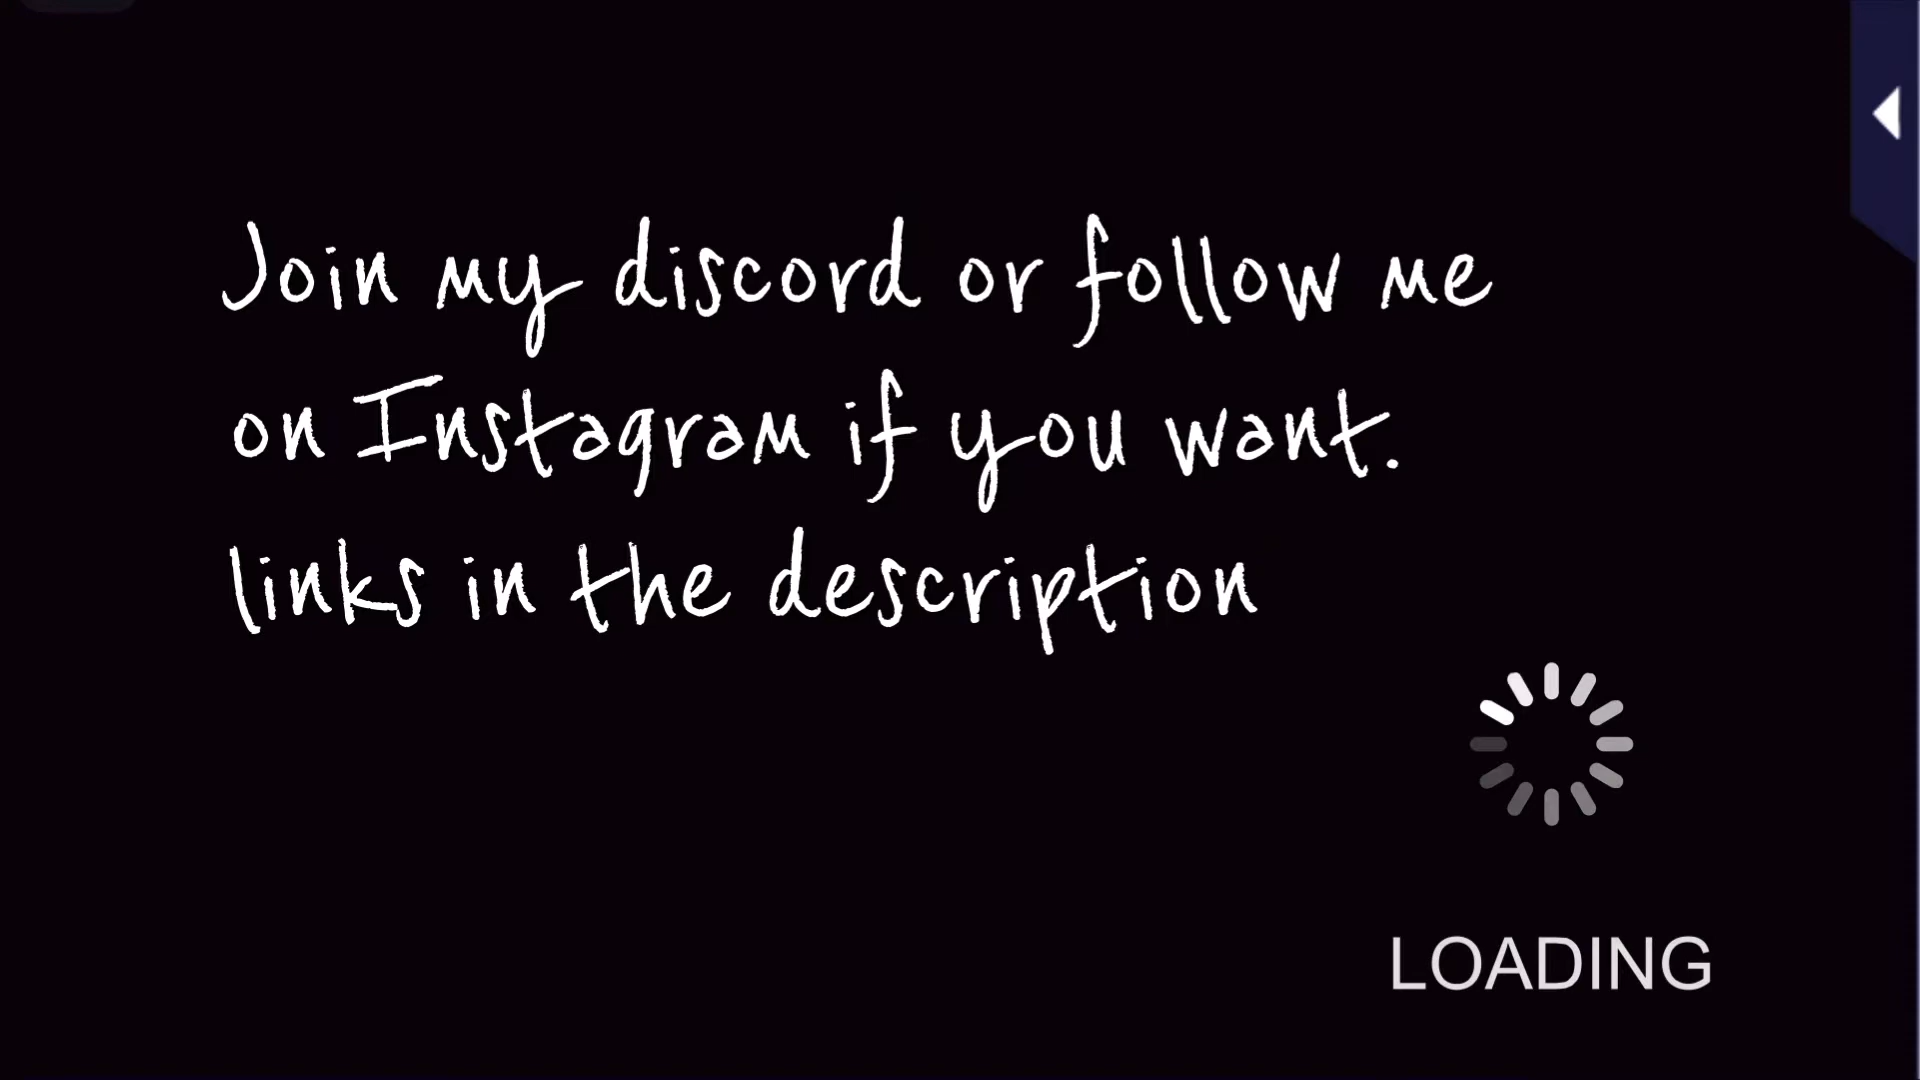 Join my discord or follow me
on Instagram if you want.
links in the description
LOADING